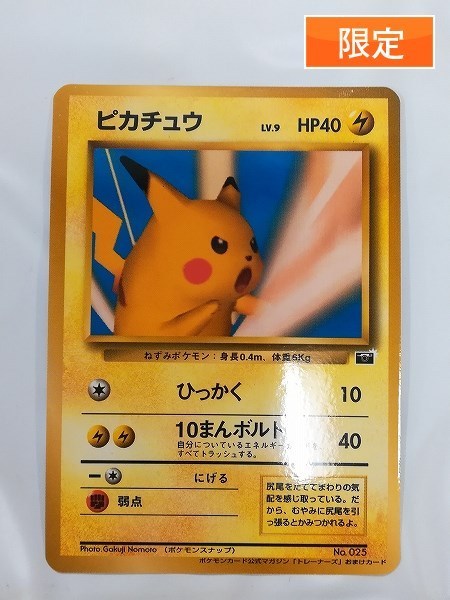 限定
ピカチュウ LV.9 HP40
ねずみポケモン：身長0.4m、体重6Kg
ひっかく 10
10まんボルト 40
自分についているエネルギー
すべてトラッシュする。
にげる
弱点
尻尾をたててまわりの気
配を感じ取っている。だ
から、むやみに尻尾を引
っ張るとかみつかれるよ。
Photo.Gakuji Nomoto (ポケモンスナップ) No.025
ポケモンカード公式マガジン「トレーナーズ」おまけカード